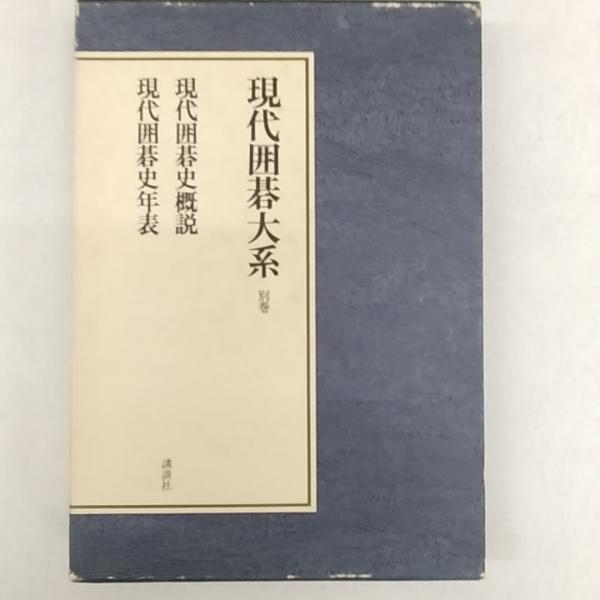 現代囲碁大系 別巻
現代囲碁史概説
現代囲碁史年表
講談社